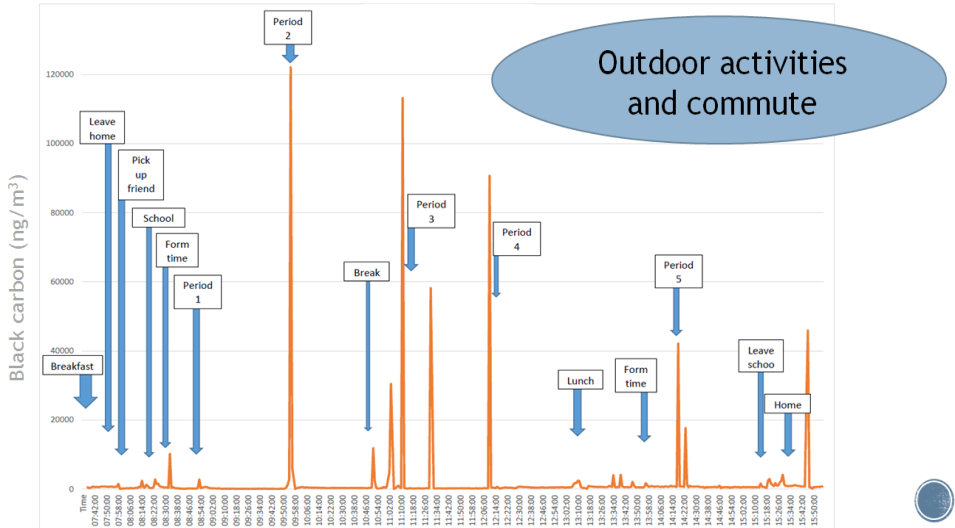 Outdoor activities
and commute
Period
2
Leave
home
Pick
up
friend
School
Form
time
Period
1
Break
Period
3
Period
4
Period
5
Breakfast
Lunch
Form
time
Leave
schoo
Home
Black carbon (ng/m³)
120000
100000
80000
60000
40000
20000
0
Time
07:42:00
07:50:00
07:58:00
08:06:00
08:14:00
08:22:00
08:30:00
08:38:00
08:46:00
08:54:00
09:02:00
09:10:00
09:18:00
09:26:00
09:34:00
09:42:00
09:50:00
09:58:00
10:06:00
10:14:00
10:22:00
10:30:00
10:38:00
10:46:00
10:54:00
11:02:00
11:10:00
11:18:00
11:26:00
11:34:00
11:42:00
11:50:00
11:58:00
12:06:00
12:14:00
12:22:00
12:30:00
12:38:00
12:46:00
12:54:00
13:02:00
13:10:00
13:18:00
13:26:00
13:34:00
13:42:00
13:50:00
13:58:00
14:06:00
14:14:00
14:22:00
14:30:00
14:38:00
14:46:00
14:54:00
15:02:00
15:10:00
15:18:00
15:26:00
15:34:00
15:42:00
15:50:00